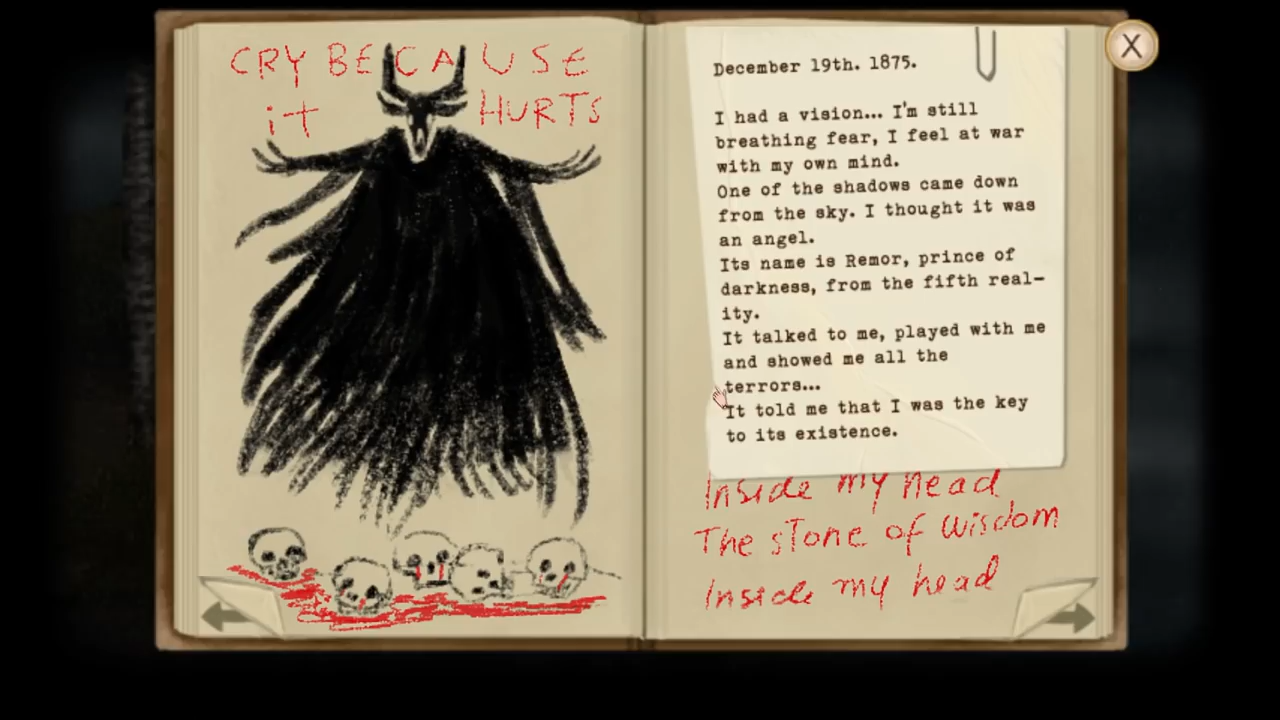 CRY BECAUSE
it HURTS
December 19th. 1875.
I had a vision... I'm still
breathing fear, I feel at war
with my own mind.
One of the shadows came down
from the sky. I thought it was
an angel.
Its name is Remor, prince of
darkness, from the fifth real-
ity.
It talked to me, played with me
and showed me all the
terrors...
It told me that I was the key
to its existence.
Inside my head
The stone of wisdom
Inside my head
X